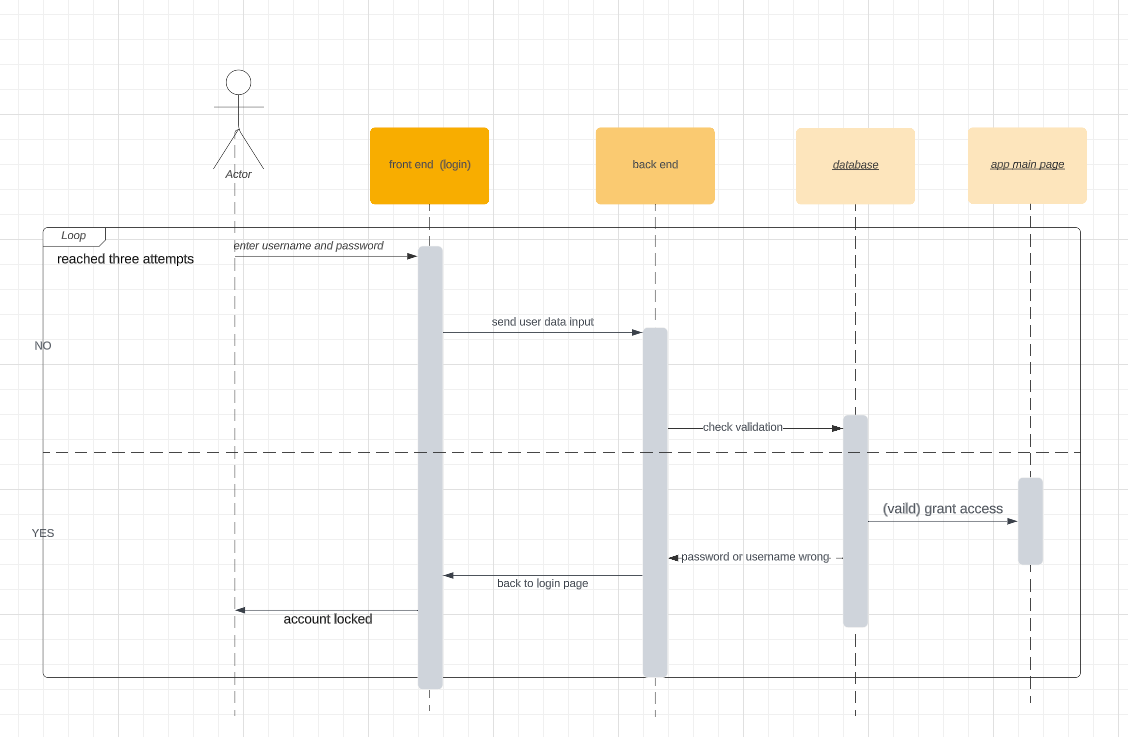 Actor
front end (login)
back end
database
app main page
Loop
reached three attempts
enter username and password
send user data input
NO
check validation
(vaild) grant access
YES
password or username wrong
back to login page
account locked